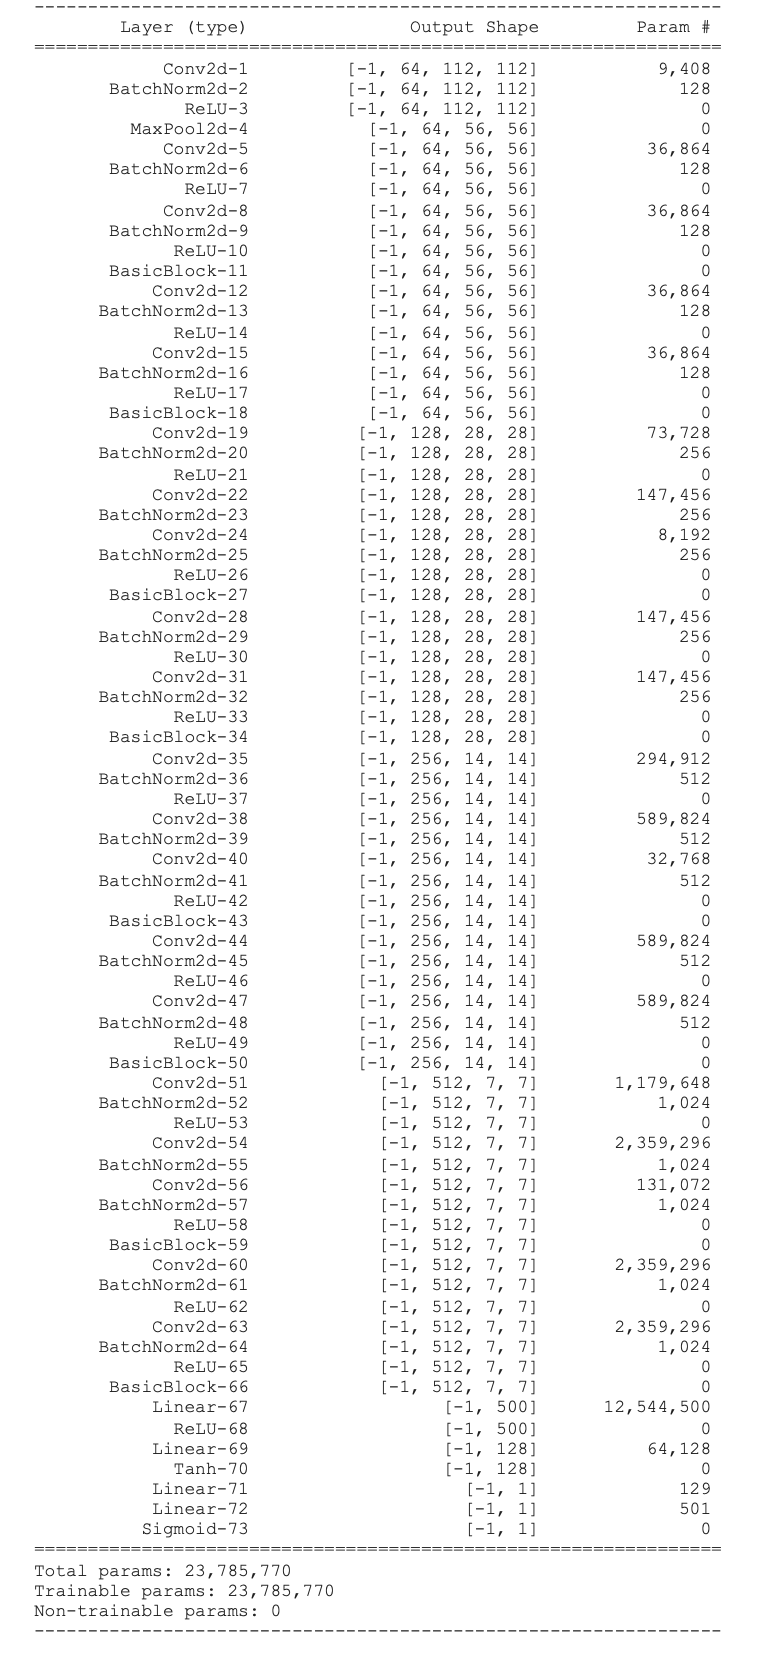 ----------------------------------------------------------------
Layer (type) Output Shape Param #
================================================================
Conv2d-1 [-1, 64, 112, 112] 9,408
BatchNorm2d-2 [-1, 64, 112, 112] 128
ReLU-3 [-1, 64, 112, 112] 0
MaxPool2d-4 [-1, 64, 56, 56] 0
Conv2d-5 [-1, 64, 56, 56] 36,864
BatchNorm2d-6 [-1, 64, 56, 56] 128
ReLU-7 [-1, 64, 56, 56] 0
Conv2d-8 [-1, 64, 56, 56] 36,864
BatchNorm2d-9 [-1, 64, 56, 56] 128
ReLU-10 [-1, 64, 56, 56] 0
BasicBlock-11 [-1, 64, 56, 56] 0
Conv2d-12 [-1, 64, 56, 56] 36,864
BatchNorm2d-13 [-1, 64, 56, 56] 128
ReLU-14 [-1, 64, 56, 56] 0
Conv2d-15 [-1, 64, 56, 56] 36,864
BatchNorm2d-16 [-1, 64, 56, 56] 128
ReLU-17 [-1, 64, 56, 56] 0
BasicBlock-18 [-1, 64, 56, 56] 0
Conv2d-19 [-1, 128, 28, 28] 73,728
BatchNorm2d-20 [-1, 128, 28, 28] 256
ReLU-21 [-1, 128, 28, 28] 0
Conv2d-22 [-1, 128, 28, 28] 147,456
BatchNorm2d-23 [-1, 128, 28, 28] 256
Conv2d-24 [-1, 128, 28, 28] 8,192
BatchNorm2d-25 [-1, 128, 28, 28] 256
ReLU-26 [-1, 128, 28, 28] 0
BasicBlock-27 [-1, 128, 28, 28] 0
Conv2d-28 [-1, 128, 28, 28] 147,456
BatchNorm2d-29 [-1, 128, 28, 28] 256
ReLU-30 [-1, 128, 28, 28] 0
Conv2d-31 [-1, 128, 28, 28] 147,456
BatchNorm2d-32 [-1, 128, 28, 28] 256
ReLU-33 [-1, 128, 28, 28] 0
BasicBlock-34 [-1, 128, 28, 28] 0
Conv2d-35 [-1, 256, 14, 14] 294,912
BatchNorm2d-36 [-1, 256, 14, 14] 512
ReLU-37 [-1, 256, 14, 14] 0
Conv2d-38 [-1, 256, 14, 14] 589,824
BatchNorm2d-39 [-1, 256, 14, 14] 512
Conv2d-40 [-1, 256, 14, 14] 32,768
BatchNorm2d-41 [-1, 256, 14, 14] 512
ReLU-42 [-1, 256, 14, 14] 0
BasicBlock-43 [-1, 256, 14, 14] 0
Conv2d-44 [-1, 256, 14, 14] 589,824
BatchNorm2d-45 [-1, 256, 14, 14] 512
ReLU-46 [-1, 256, 14, 14] 0
Conv2d-47 [-1, 256, 14, 14] 589,824
BatchNorm2d-48 [-1, 256, 14, 14] 512
ReLU-49 [-1, 256, 14, 14] 0
BasicBlock-50 [-1, 256, 14, 14] 0
Conv2d-51 [-1, 512, 7, 7] 1,179,648
BatchNorm2d-52 [-1, 512, 7, 7] 1,024
ReLU-53 [-1, 512, 7, 7] 0
Conv2d-54 [-1, 512, 7, 7] 2,359,296
BatchNorm2d-55 [-1, 512, 7, 7] 1,024
Conv2d-56 [-1, 512, 7, 7] 131,072
BatchNorm2d-57 [-1, 512, 7, 7] 1,024
ReLU-58 [-1, 512, 7, 7] 0
BasicBlock-59 [-1, 512, 7, 7] 0
Conv2d-60 [-1, 512, 7, 7] 2,359,296
BatchNorm2d-61 [-1, 512, 7, 7] 1,024
ReLU-62 [-1, 512, 7, 7] 0
Conv2d-63 [-1, 512, 7, 7] 2,359,296
BatchNorm2d-64 [-1, 512, 7, 7] 1,024
ReLU-65 [-1, 512, 7, 7] 0
BasicBlock-66 [-1, 512, 7, 7] 0
Linear-67 [-1, 500] 12,544,500
ReLU-68 [-1, 500] 0
Linear-69 [-1, 128] 64,128
Tanh-70 [-1, 128] 0
Linear-71 [-1, 1] 129
Linear-72 [-1, 1] 501
Sigmoid-73 [-1, 1] 0
================================================================
Total params: 23,785,770
Trainable params: 23,785,770
Non-trainable params: 0
----------------------------------------------------------------